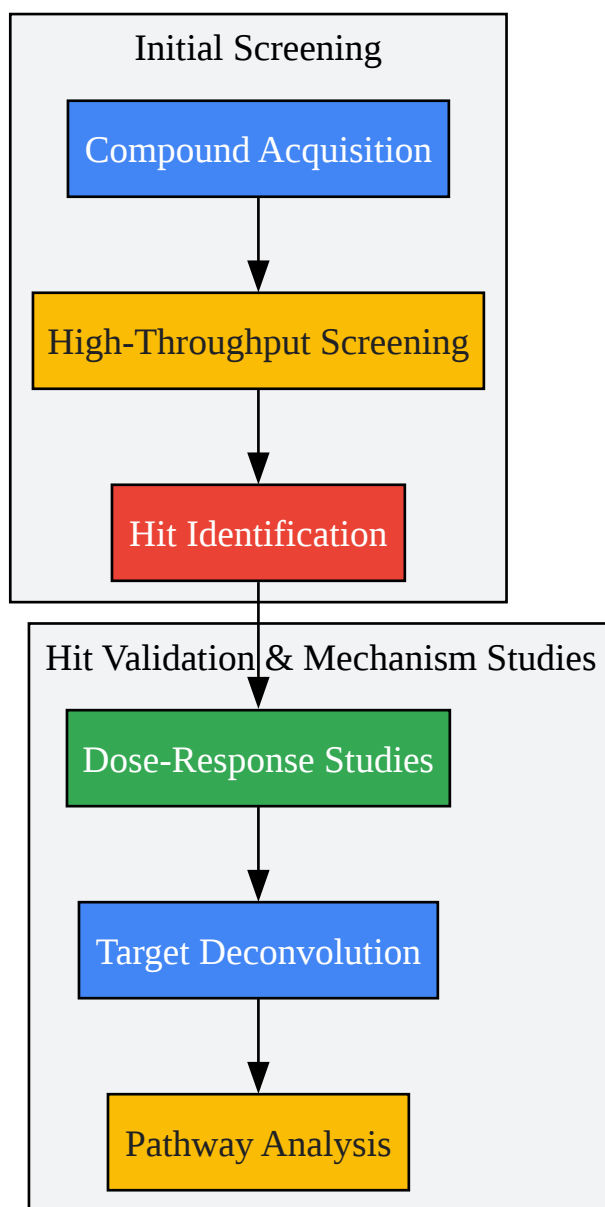 Initial Screening
Compound Acquisition
High-Throughput Screening
Hit Identification
Hit Validation & Mechanism Studies
Dose-Response Studies
Target Deconvolution
Pathway Analysis